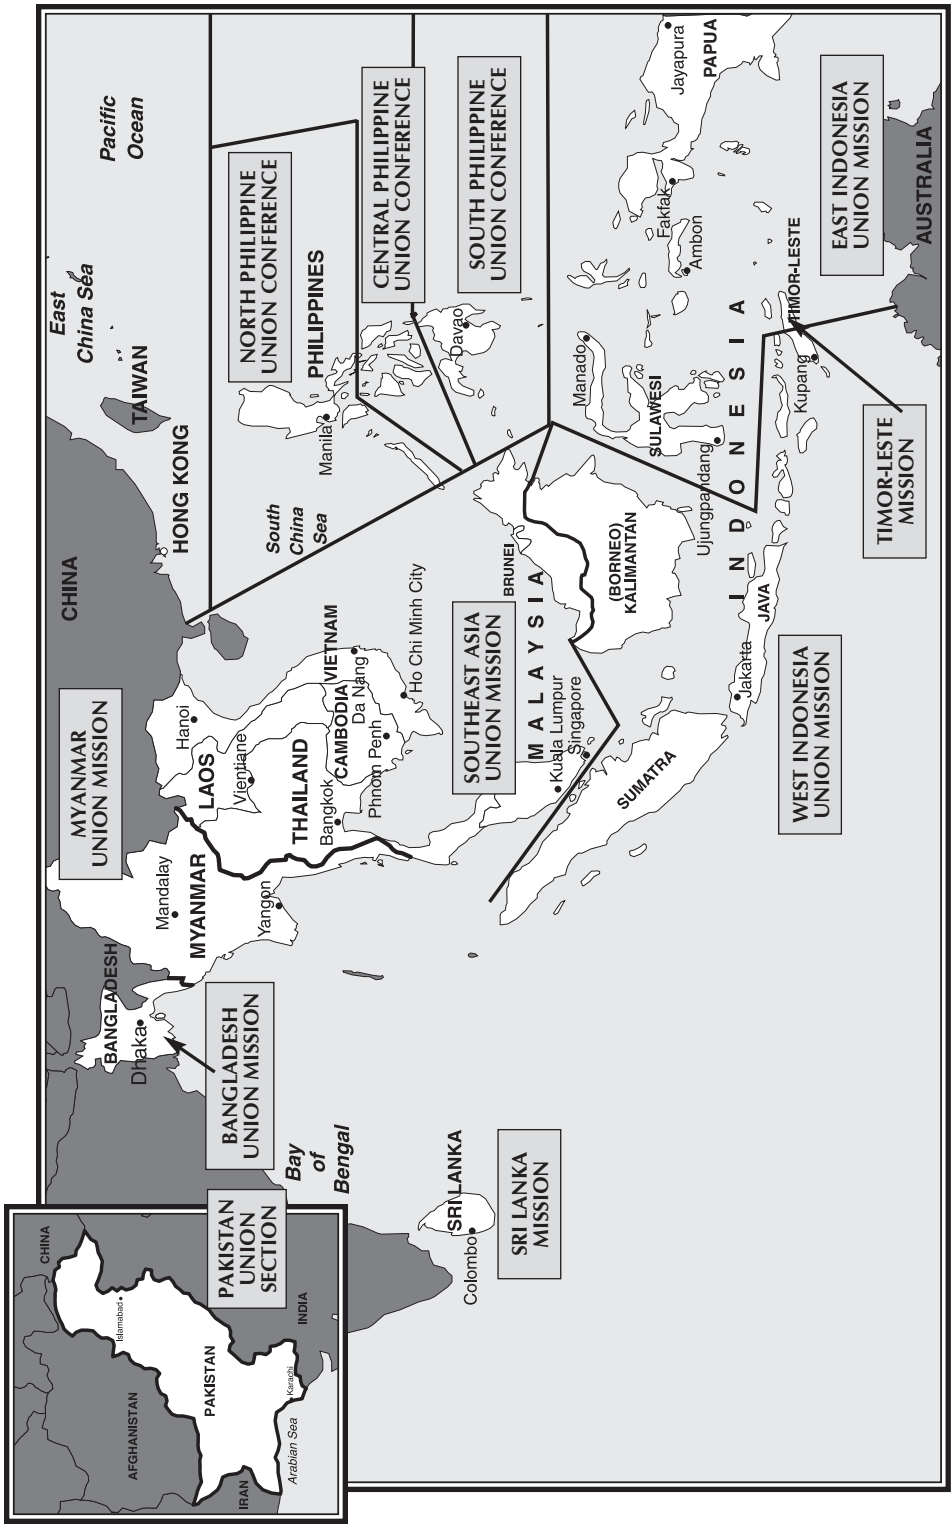 CHINA
Islamabad
AFGHANISTAN
PAKISTAN
INDIA
Karachi
IRAN
Arabian Sea
PAKISTAN
UNION
SECTION
BANGLADESH
Dhaka
BANGLADESH
UNION MISSION
Bay
of
Bengal
SRI LANKA
Colombo
SRI LANKA
MISSION
MYANMAR
UNION MISSION
Mandalay
MYANMAR
Yangon
CHINA
Hanoi
LAOS
Vientiane
THAILAND
Bangkok
CAMBODIA
Phnom Penh
VIETNAM
Da Nang
Ho Chi Minh City
HONG KONG
TAIWAN
East
China Sea
Pacific
Ocean
South
China
Sea
NORTH PHILIPPINE
UNION CONFERENCE
PHILIPPINES
Manila
CENTRAL PHILIPPINE
UNION CONFERENCE
SOUTH PHILIPPINE
UNION CONFERENCE
Davao
SOUTHEAST ASIA
UNION MISSION
BRUNEI
MALAYSIA
Kuala Lumpur
Singapore
(BORNEO)
KALIMANTAN
SUMATRA
Jakarta
JAVA
INDONESIA
WEST INDONESIA
UNION MISSION
Manado
SULAWESI
Ujungpandang
Ambon
Fakfak
Jayapura
PAPUA
Kupang
TIMOR-LESTE
TIMOR-LESTE
MISSION
EAST INDONESIA
UNION MISSION
AUSTRALIA